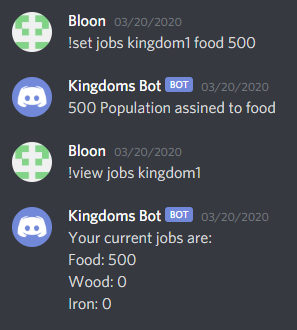 Bloon 03/20/2020
!set jobs kingdom1 food 500
Kingdoms Bot BOT 03/20/2020
500 Population assined to food
Bloon 03/20/2020
!view jobs kingdom1
Kingdoms Bot BOT 03/20/2020
Your current jobs are:
Food: 500
Wood: 0
Iron: 0